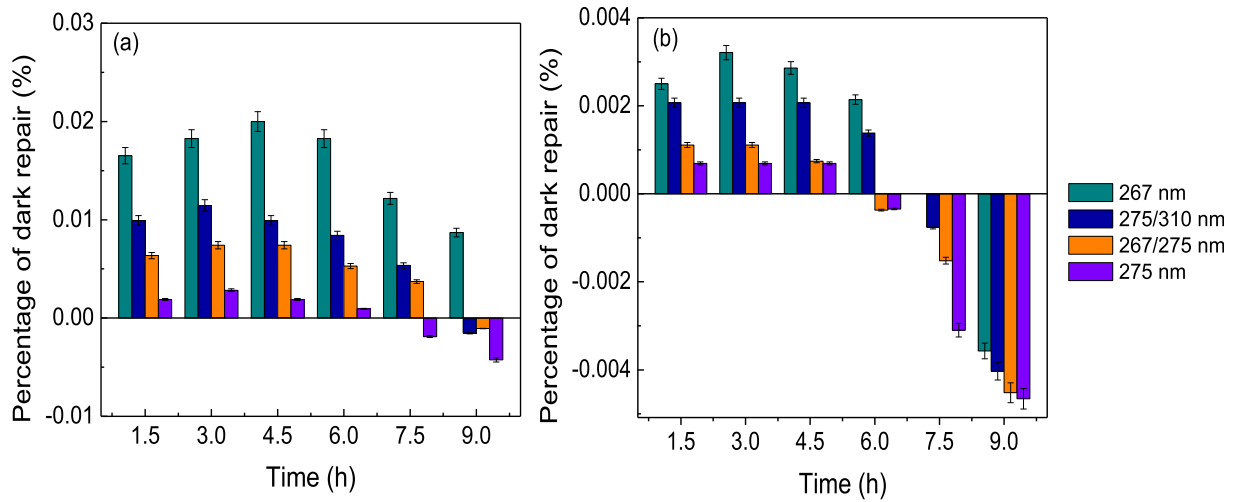 (a)
Percentage of dark repair (%)
0.03
0.02
0.01
0.00
-0.01
1.5 3.0 4.5 6.0 7.5 9.0
Time (h)
(b)
Percentage of dark repair (%)
0.004
0.002
0.000
-0.002
-0.004
1.5 3.0 4.5 6.0 7.5 9.0
Time (h)
267 nm
275/310 nm
267/275 nm
275 nm